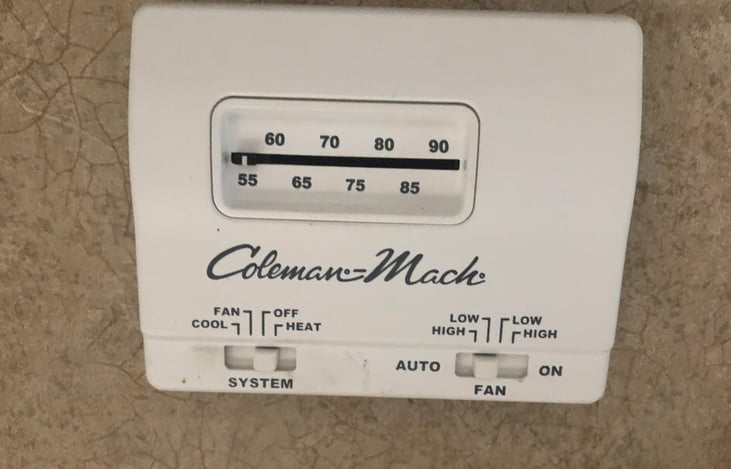 60 70 80 90
55 65 75 85
Coleman-Mach
FAN OFF
COOL HEAT
SYSTEM
LOW LOW
HIGH HIGH
AUTO ON
FAN